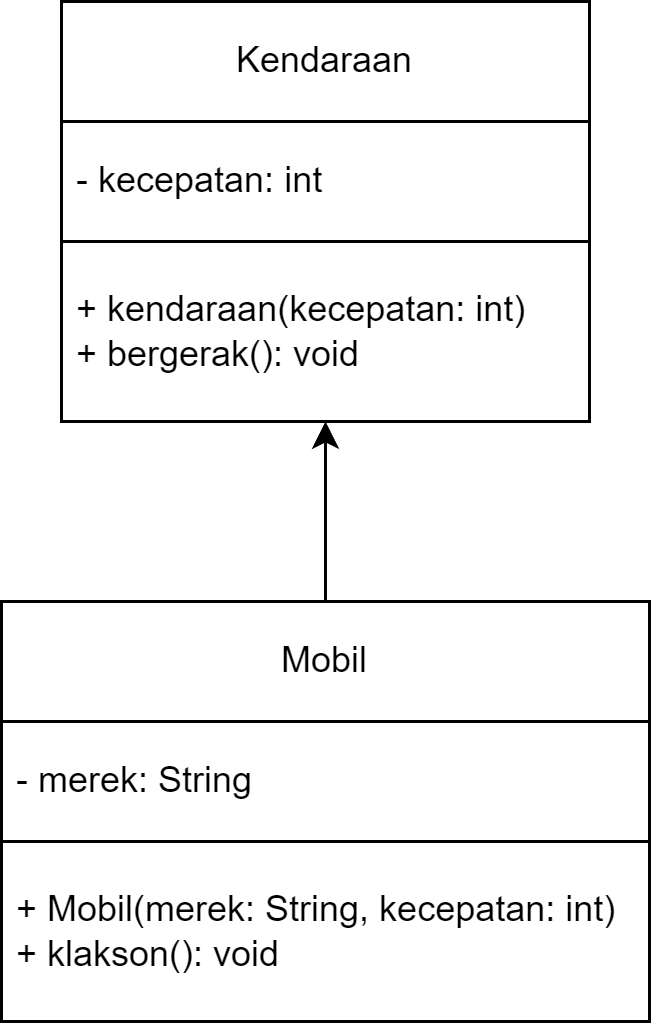 Kendaraan
- kecepatan: int
+ kendaraan(kecepatan: int)
+ bergerak(): void
Mobil
- merek: String
+ Mobil(merek: String, kecepatan: int)
+ klakson(): void